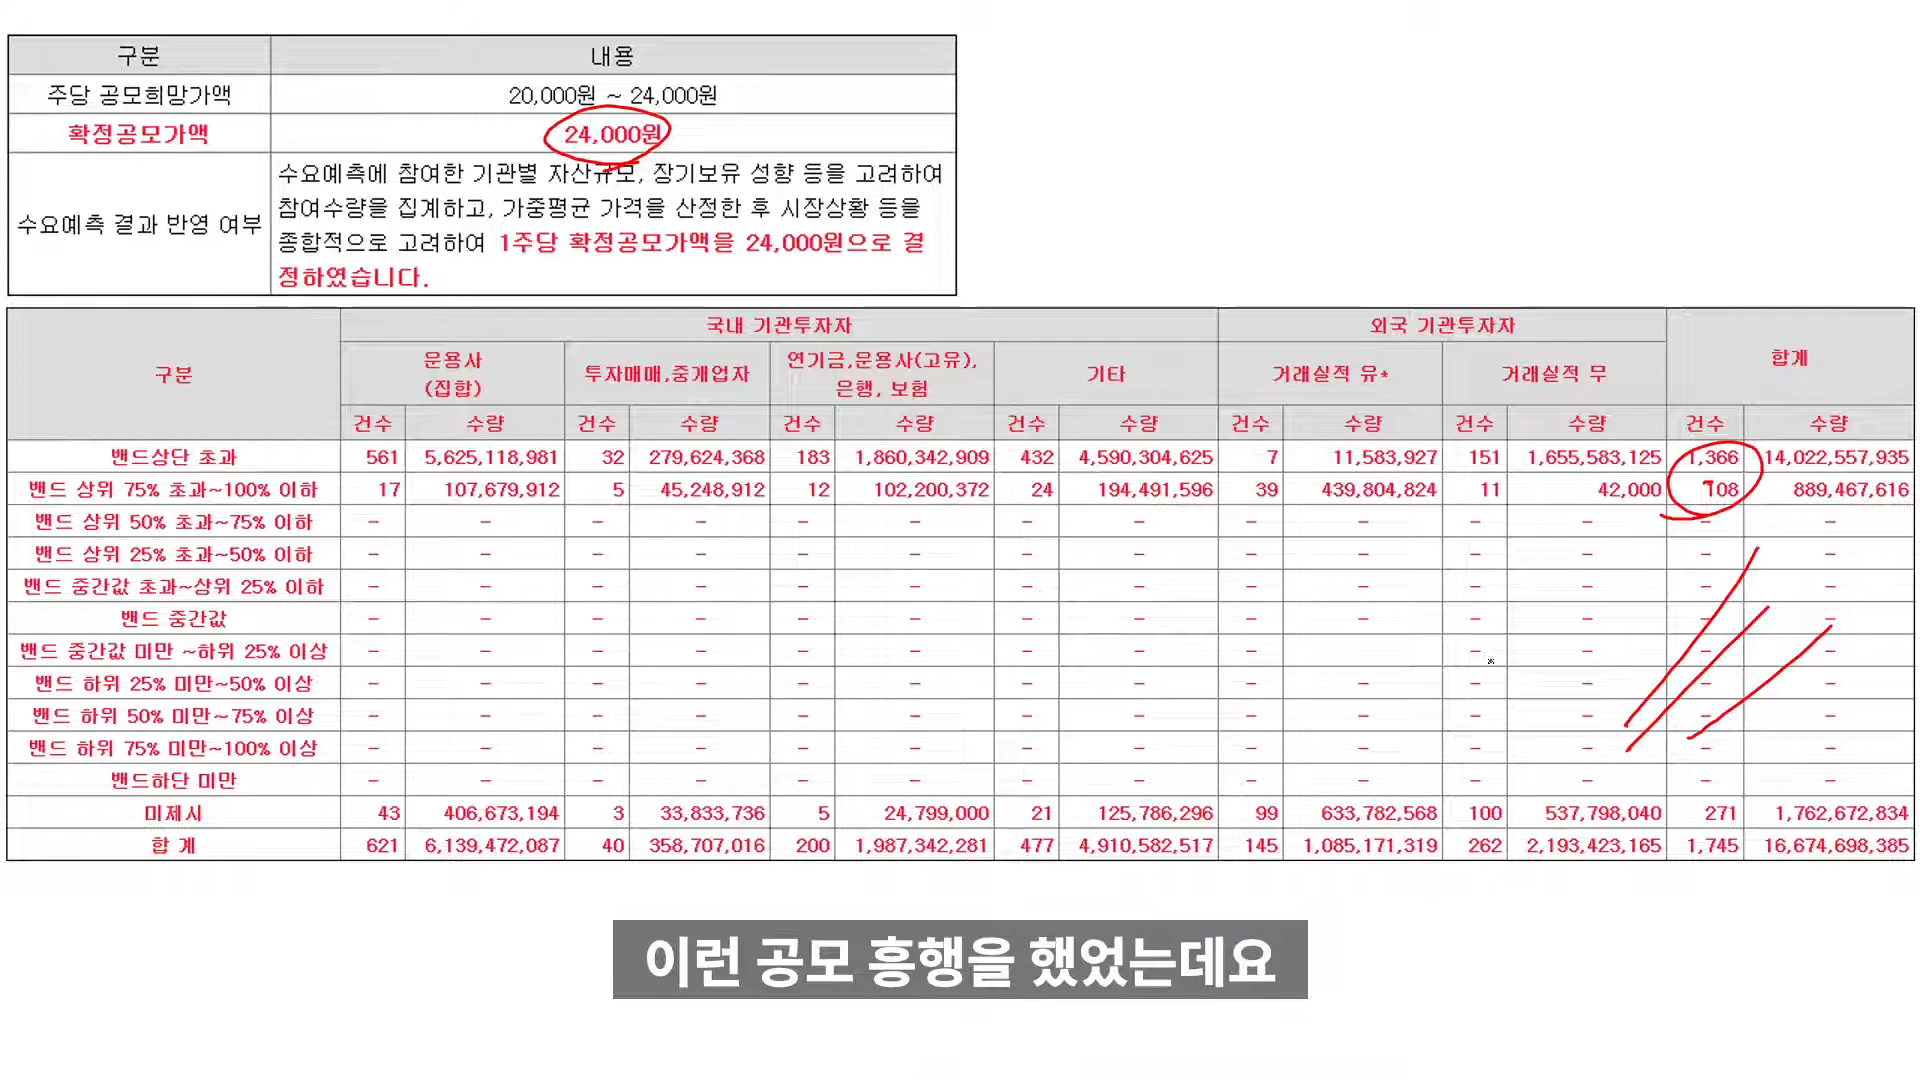 구분 내용
주당 공모희망가액 20,000원 ~ 24,000원
확정공모가액 24,000원
수요예측 결과 반영 여부
수요예측에 참여한 기관별 자산규모, 장기보유 성향 등을 고려하여
참여수량을 집계하고, 가중평균 가격을 산정한 후 시장상황 등을
종합적으로 고려하여 1주당 확정공모가액을 24,000원으로 결
정하였습니다.
구분 국내 기관투자자 외국 기관투자자 합계
운용사
(집합)
투자매매,중개업자
연기금,운용사(고유),
은행, 보험
기타 거래실적 유* 거래실적 무
건수 수량 건수 수량 건수 수량 건수 수량 건수 수량 건수 수량 건수 수량
밴드상단 초과 561 5,625,118,981 32 279,624,368 183 1,860,342,909 432 4,590,304,625 7 11,583,927 151 1,655,583,125 1,366 14,022,557,935
밴드 상위 75% 초과~100% 이하 17 107,679,912 5 45,248,912 12 102,200,372 24 194,491,596 39 439,804,824 11 42,000 108 889,467,616
밴드 상위 50% 초과~75% 이하 - - - - - - - - - - - - - -
밴드 상위 25% 초과~50% 이하 - - - - - - - - - - - - - -
밴드 중간값 초과~상위 25% 이하 - - - - - - - - - - - - - -
밴드 중간값 - - - - - - - - - - - - - -
밴드 중간값 미만 ~하위 25% 이상 - - - - - - - - - - - - - -
밴드 하위 25% 미만~50% 이상 - - - - - - - - - - - - - -
밴드 하위 50% 미만~75% 이상 - - - - - - - - - - - - - -
밴드 하위 75% 미만~100% 이상 - - - - - - - - - - - - - -
밴드하단 미만 - - - - - - - - - - - - - -
미제시 43 406,673,194 3 33,833,736 5 24,799,000 21 125,786,296 99 633,782,568 100 537,798,040 271 1,762,672,834
합 계 621 6,139,472,087 40 358,707,016 200 1,987,342,281 477 4,910,582,517 145 1,085,171,319 262 2,193,423,165 1,745 16,674,698,385
이런 공모 흥행을 했었는데요